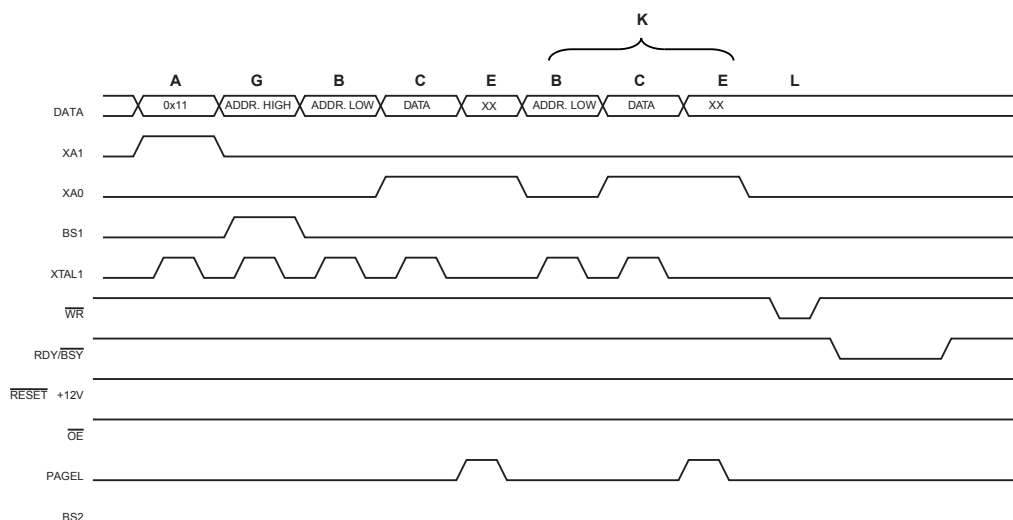 K
A G B C E B C E L
DATA 0x11 ADDR. HIGH ADDR. LOW DATA XX ADDR. LOW DATA XX
XA1
XA0
BS1
XTAL1
WR
RDY/BSY
RESET +12V
OE
PAGEL
BS2